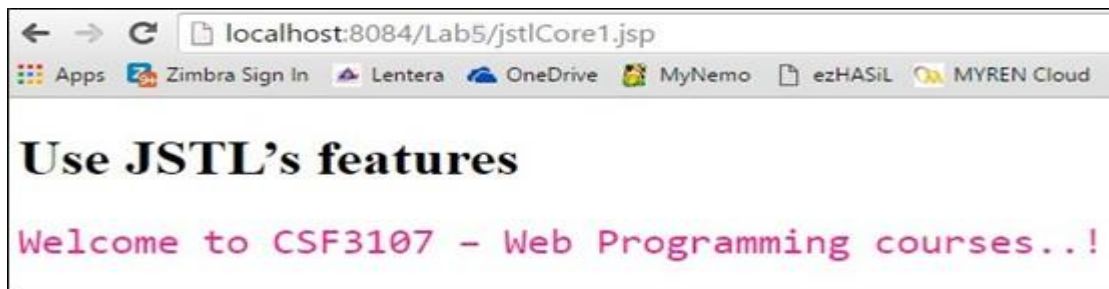 localhost:8084/Lab5/jstlCore1.jsp
Apps Zimbra Sign In Lentera OneDrive MyNemo ezHASiL MYREN Cloud
Use JSTL’s features
Welcome to CSF3107 – Web Programming courses..!